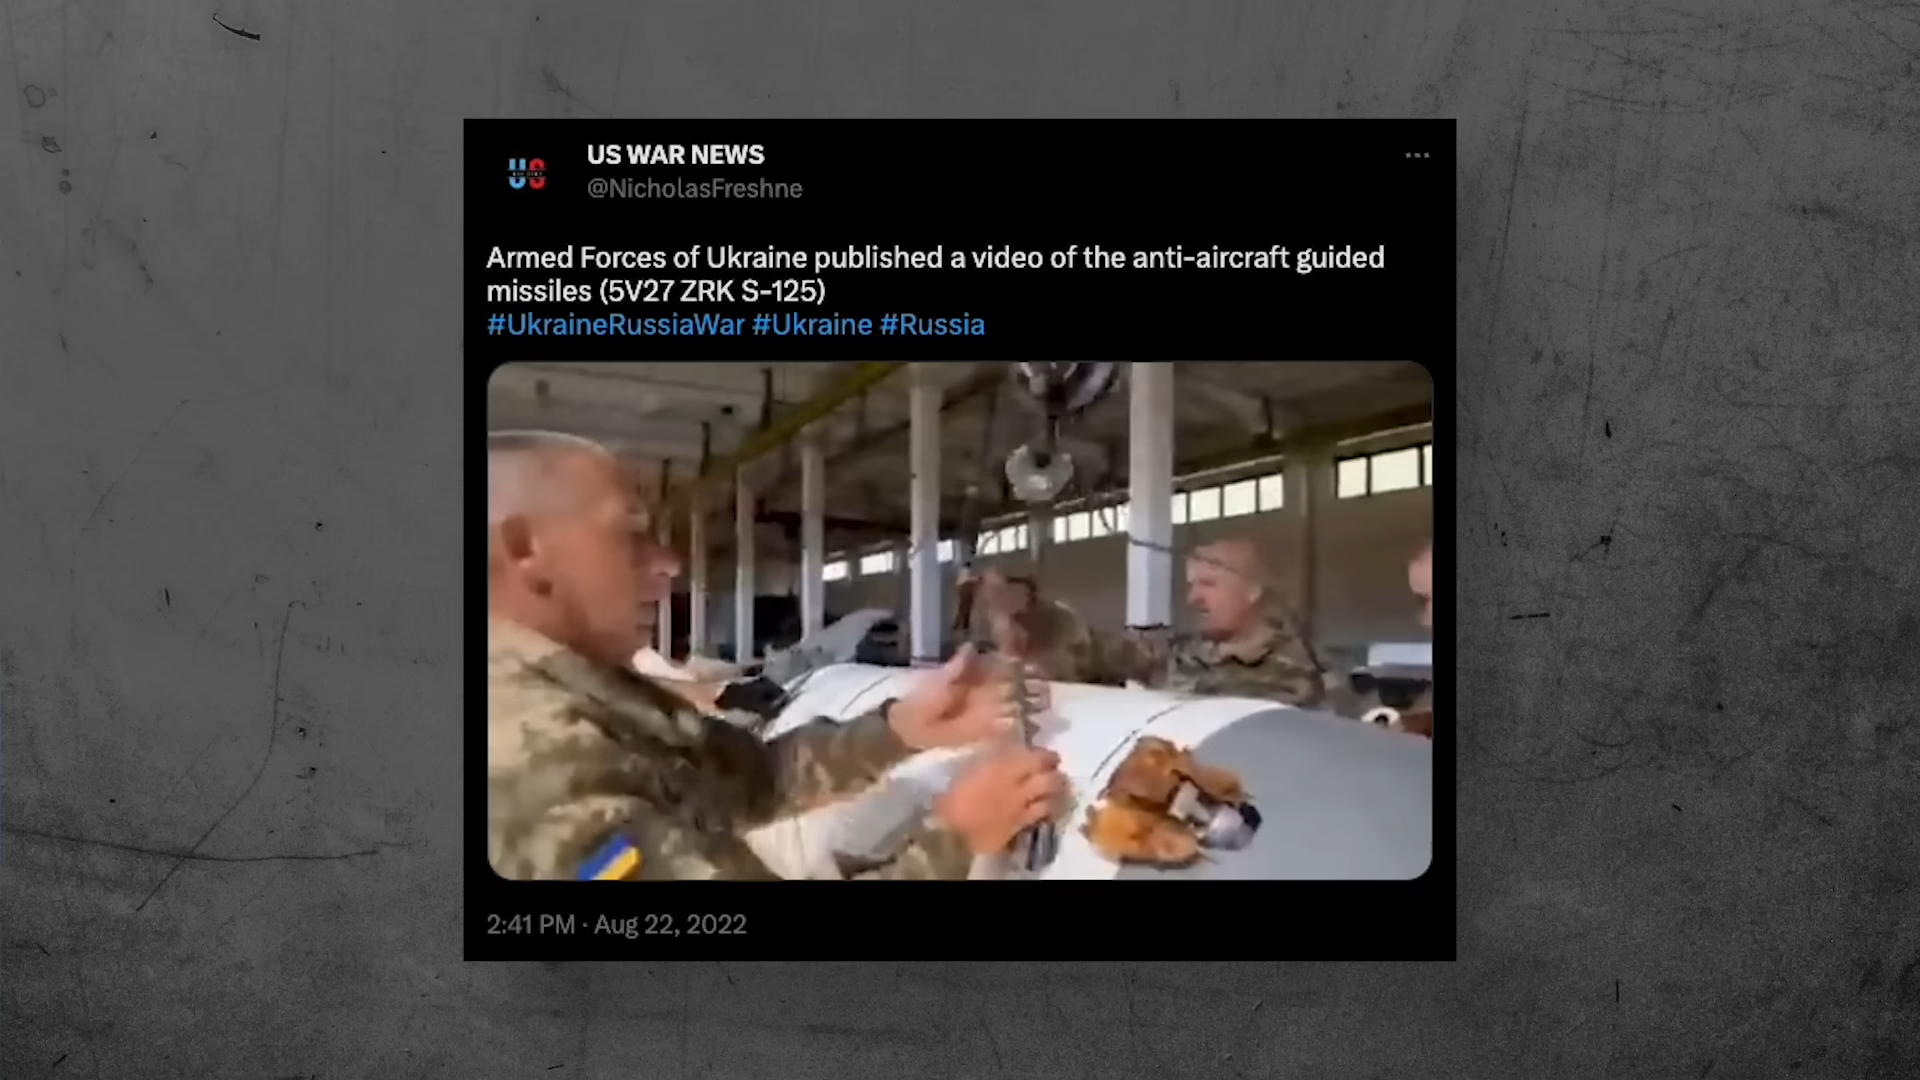 US WAR NEWS
@NicholasFreshne
US
Armed Forces of Ukraine published a video of the anti-aircraft guided
missiles (5V27 ZRK S-125)
#UkraineRussiaWar #Ukraine #Russia
2:41 PM · Aug 22, 2022